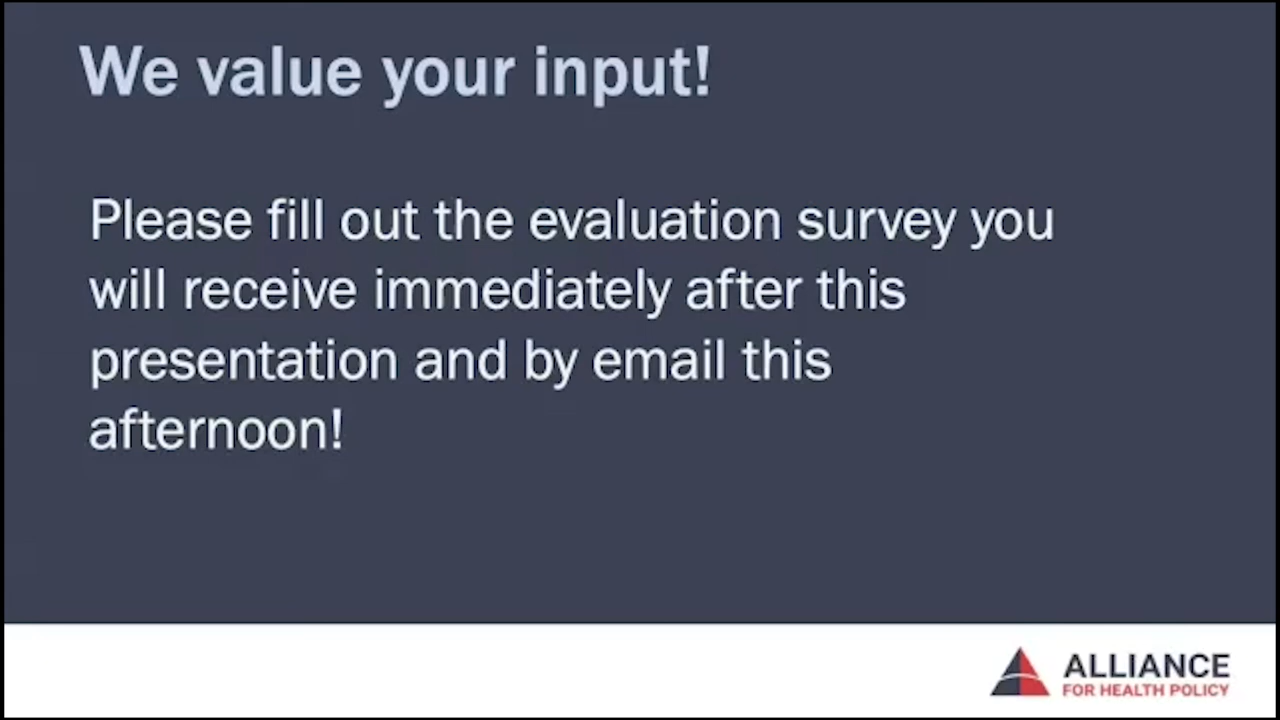 We value your input!
Please fill out the evaluation survey you
will receive immediately after this
presentation and by email this
afternoon!
ALLIANCE
FOR HEALTH POLICY